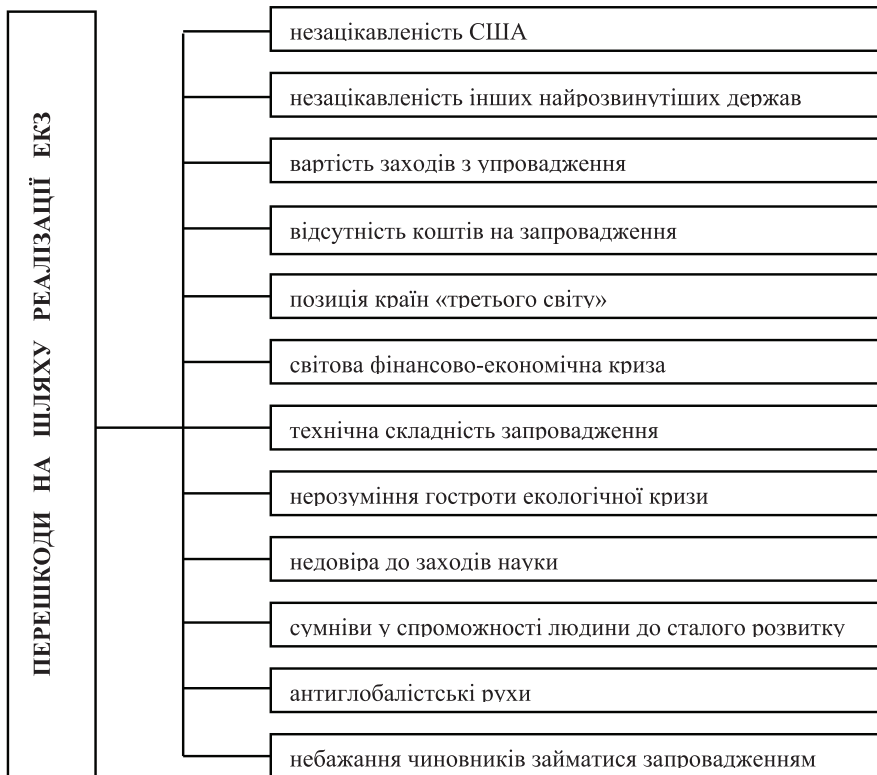 ПЕРЕШКОДИ НА ШЛЯХУ РЕАЛІЗАЦІЇ ЕКЗ
незацікавленість США
незацікавленість інших найрозвинутіших держав
вартість заходів з упровадження
відсутність коштів на запровадження
позиція країн «третього світу»
світова фінансово-економічна криза
технічна складність запровадження
нерозуміння гостроти екологічної кризи
недовіра до заходів науки
сумніви у спроможності людини до сталого розвитку
антиглобалістські рухи
небажання чиновників займатися запровадженням